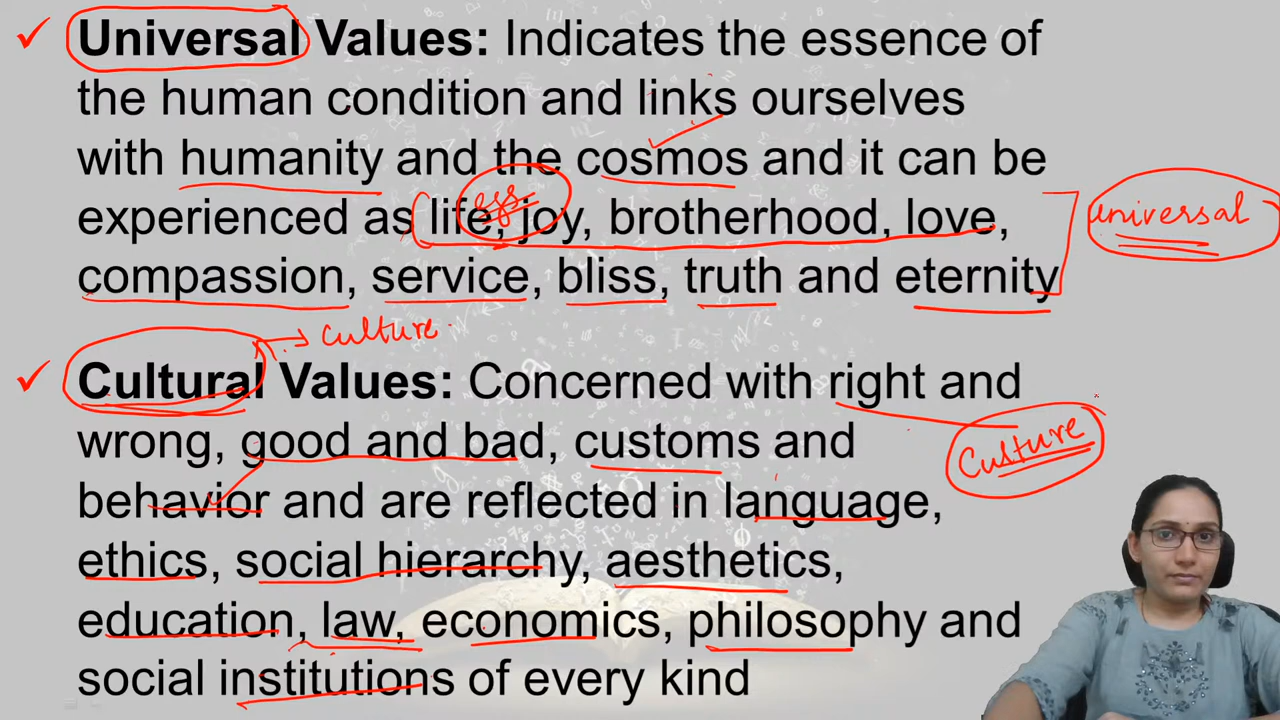 ✓ Universal Values: Indicates the essence of
the human condition and links ourselves
with humanity and the cosmos and it can be
experienced as life, joy, brotherhood, love,
universal
compassion, service, bliss, truth and eternity
culture
✓ Cultural Values: Concerned with right and
wrong, good and bad, customs and
Culture
behavior and are reflected in language,
ethics, social hierarchy, aesthetics,
education, law, economics, philosophy and
social institutions of every kind